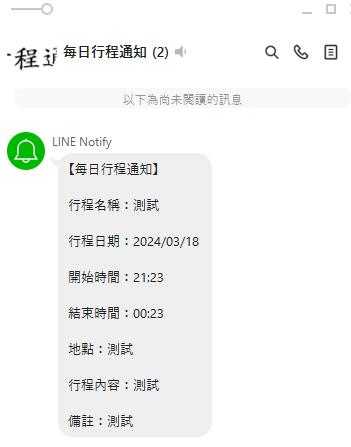 行程通
每日行程通知 (2)
以下為尚未閱讀的訊息
LINE Notify
【每日行程通知】
行程名稱：測試
行程日期：2024/03/18
開始時間：21:23
結束時間：00:23
地點：測試
行程內容：測試
備註：測試